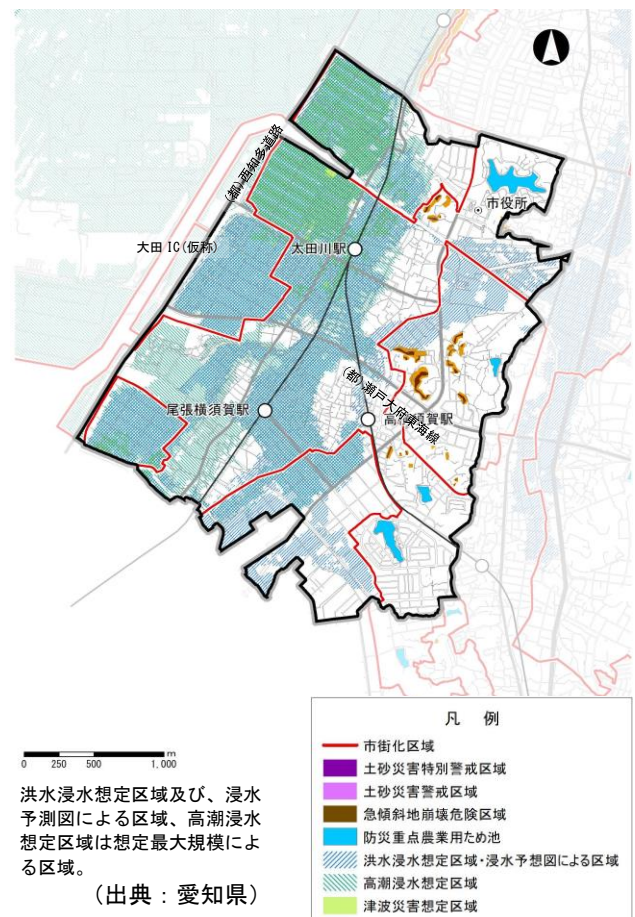 (都)西知多道路
市役所
大田IC(仮称)
太田川駅
(都)瀬戸大府東海線
尾張横須賀駅
高横須賀駅
m
0 250 500 1,000
洪水浸水想定区域及び、浸水
予測図による区域、高潮浸水
想定区域は想定最大規模によ
る区域。
（出典：愛知県）
凡 例
市街化区域
土砂災害特別警戒区域
土砂災害警戒区域
急傾斜地崩壊危険区域
防災重点農業用ため池
洪水浸水想定区域・浸水予想図による区域
高潮浸水想定区域
津波災害想定区域